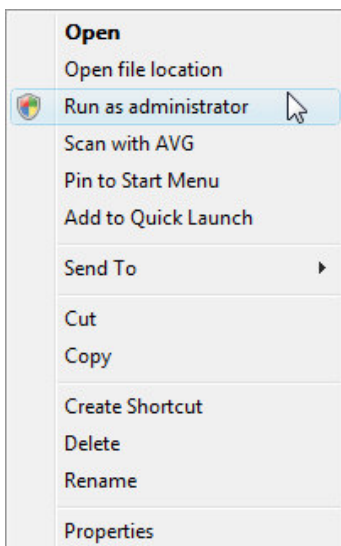 Open
Open file location
Run as administrator
Scan with AVG
Pin to Start Menu
Add to Quick Launch
Send To
Cut
Copy
Create Shortcut
Delete
Rename
Properties